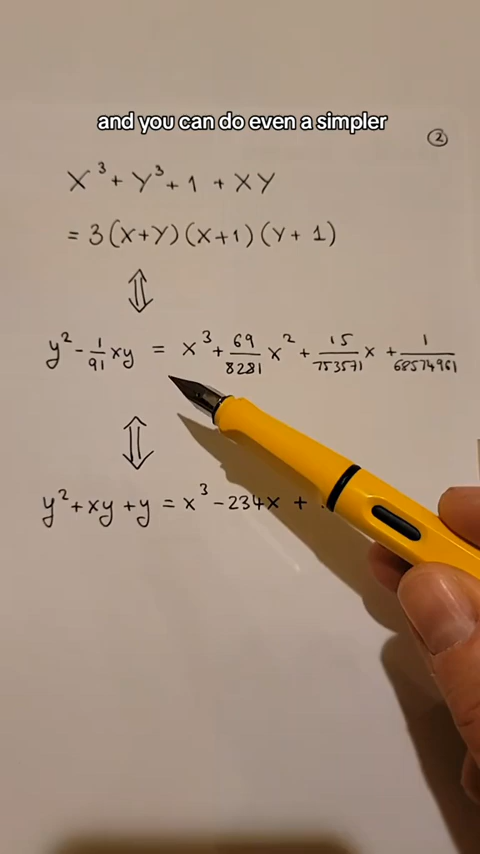 and you can do even a simpler
②
X³ + Y³ + 1 + XY
= 3(X+Y)(X+1)(Y+1)
⇕
y² - 1/91 xy = x³ + 69/8281 x² + 15/753571 x + 1/68574961
⇕
y² + xy + y = x³ - 234x +